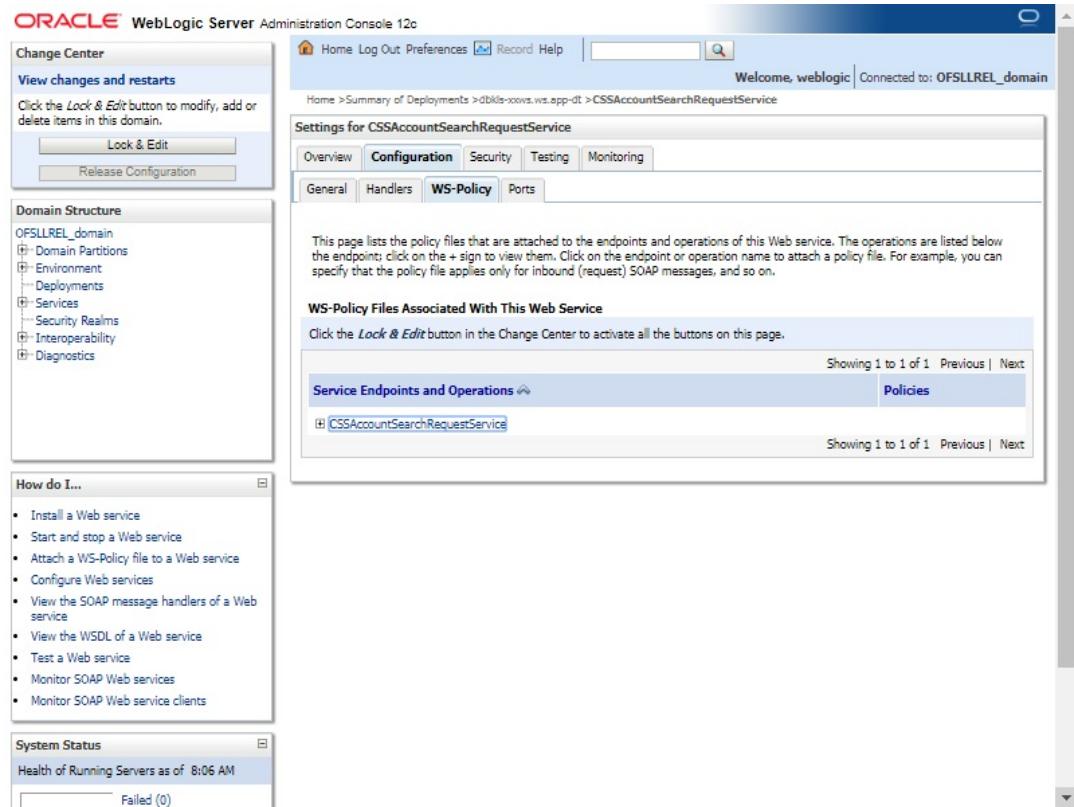 ORACLE WebLogic Server Administration Console 12c
Change Center
View changes and restarts
Click the Lock & Edit button to modify, add or
delete items in this domain.
Lock & Edit
Release Configuration
Domain Structure
OFSLLREL_domain
Domain Partitions
Environment
Deployments
Services
Security Realms
Interoperability
Diagnostics
How do I...
Install a Web service
Start and stop a Web service
Attach a WS-Policy file to a Web service
Configure Web services
View the SOAP message handlers of a Web
service
View the WSDL of a Web service
Test a Web service
Monitor SOAP Web services
Monitor SOAP Web service clients
System Status
Health of Running Servers as of 8:06 AM
Failed (0)
Home Log Out Preferences Record Help
Welcome, weblogic Connected to: OFSLLREL_domain
Home >Summary of Deployments >dbkls-xxws.ws.app-dt >CSSAccountSearchRequestService
Settings for CSSAccountSearchRequestService
Overview Configuration Security Testing Monitoring
General Handlers WS-Policy Ports
This page lists the policy files that are attached to the endpoints and operations of this Web service. The operations are listed below
the endpoint; click on the + sign to view them. Click on the endpoint or operation name to attach a policy file. For example, you can
specify that the policy file applies only for inbound (request) SOAP messages, and so on.
WS-Policy Files Associated With This Web Service
Click the Lock & Edit button in the Change Center to activate all the buttons on this page.
Showing 1 to 1 of 1 Previous | Next
Service Endpoints and Operations Policies
CSSAccountSearchRequestService
Showing 1 to 1 of 1 Previous | Next